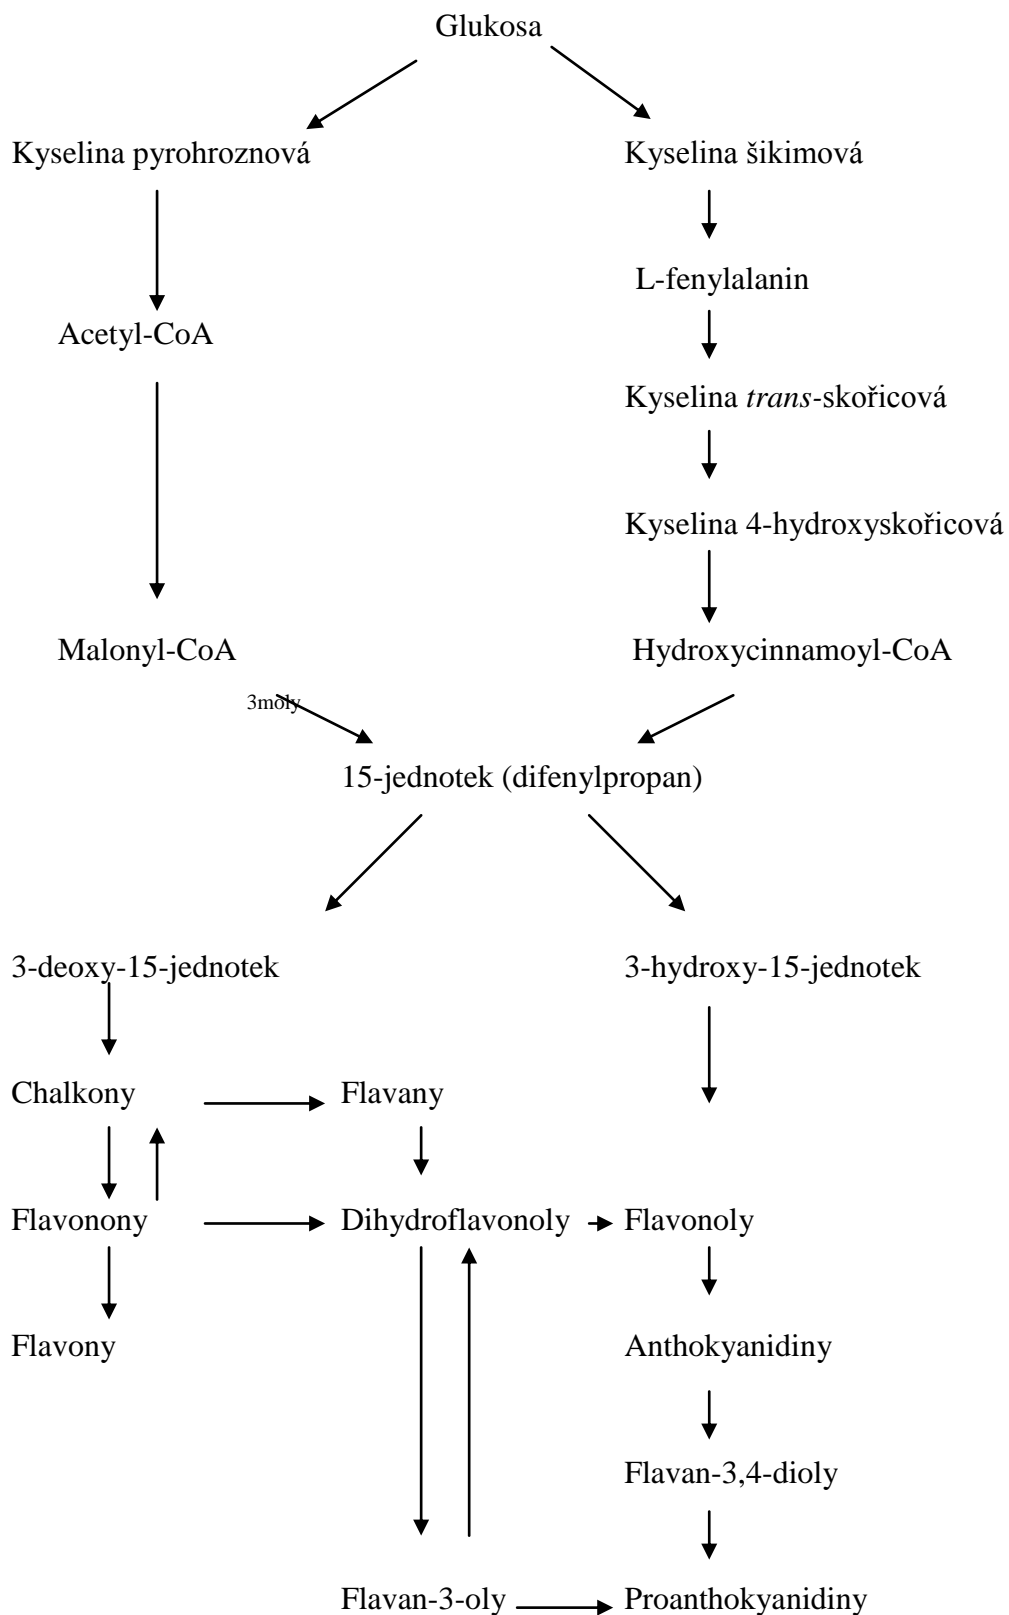 Glukosa
Kyselina pyrohroznová
Kyselina šikimová
L-fenylalanin
Acetyl-CoA
Kyselina trans-skořicová
Kyselina 4-hydroxyskořicová
Malonyl-CoA
Hydroxycinnamoyl-CoA
3moly
15-jednotek (difenylpropan)
3-deoxy-15-jednotek
3-hydroxy-15-jednotek
Chalkony
Flavany
Flavonony
Dihydroflavonoly
Flavonoly
Flavony
Anthokyanidiny
Flavan-3,4-dioly
Flavan-3-oly
Proanthokyanidiny